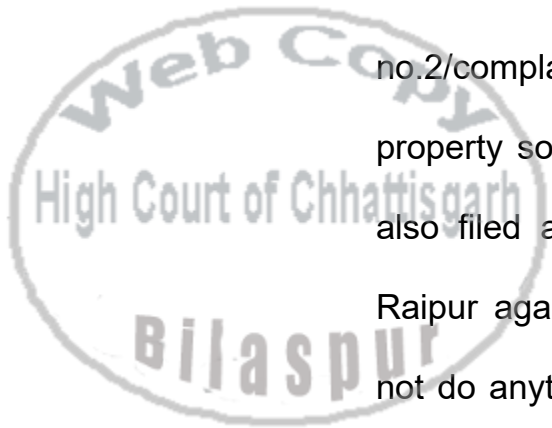 Web Copy
High Court of Chhattisgarh
Bilaspur
no.2/compla
property so
also filed a
Raipur aga
not do anyt